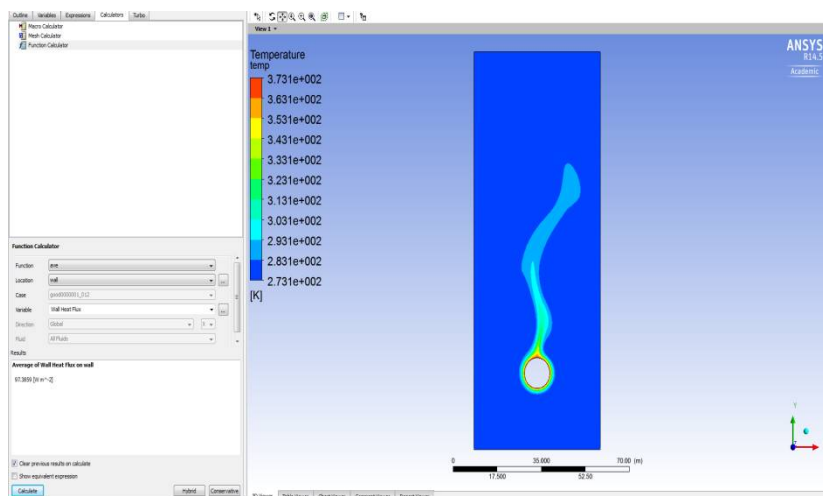 Outline Variables Expressions Calculators Turbo
Macro Calculator
Mesh Calculator
Function Calculator
Function Calculator
Function ave
Location wall
Case
Variable Wall Heat Flux
Direction Global X
Fluid All Fluids
Results
Average of Wall Heat Flux on wall
97.3959 [W m^-2]
Clear previous results on calculate
Show equivalent expression
Calculate Hybrid Conservative
View 1
Temperature
temp
3.731e+002
3.631e+002
3.531e+002
3.431e+002
3.331e+002
3.231e+002
3.131e+002
3.031e+002
2.931e+002
2.831e+002
2.731e+002
[K]
ANSYS
R14.5
Academic
0 35.000 70.00 (m)
17.500 52.50
Y
X